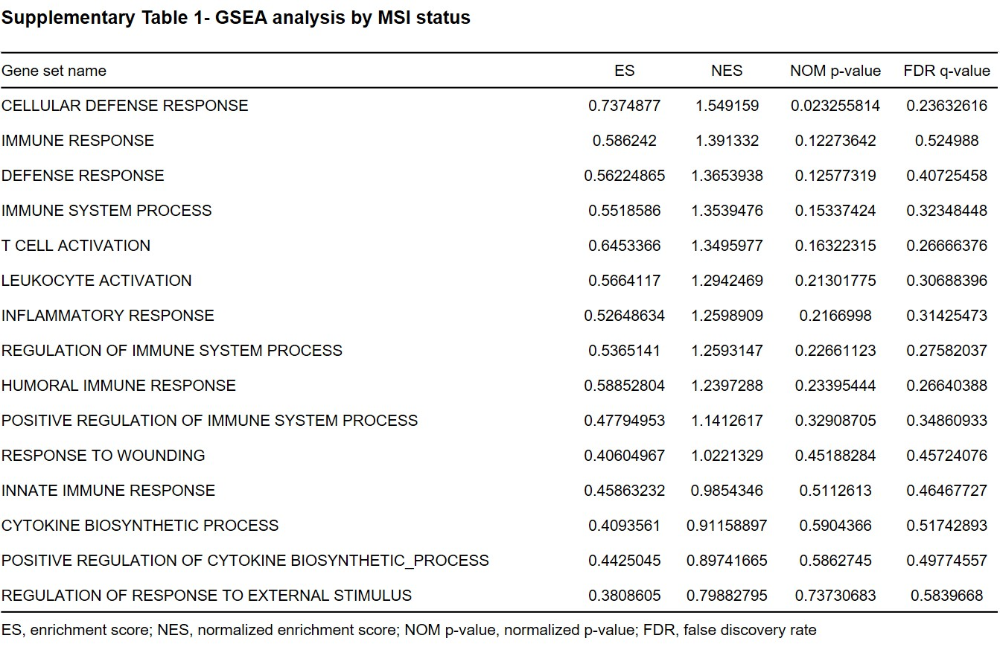 Supplementary Table 1- GSEA analysis by MSI status
Gene set name ES NES NOM p-value FDR q-value
CELLULAR DEFENSE RESPONSE 0.7374877 1.549159 0.023255814 0.23632616
IMMUNE RESPONSE 0.586242 1.391332 0.12273642 0.524988
DEFENSE RESPONSE 0.56224865 1.3653938 0.12577319 0.40725458
IMMUNE SYSTEM PROCESS 0.5518586 1.3539476 0.15337424 0.32348448
T CELL ACTIVATION 0.6453366 1.3495977 0.16322315 0.26666376
LEUKOCYTE ACTIVATION 0.5664117 1.2942469 0.21301775 0.30688396
INFLAMMATORY RESPONSE 0.52648634 1.2598909 0.2166998 0.31425473
REGULATION OF IMMUNE SYSTEM PROCESS 0.5365141 1.2593147 0.22661123 0.27582037
HUMORAL IMMUNE RESPONSE 0.58852804 1.2397288 0.23395444 0.26640388
POSITIVE REGULATION OF IMMUNE SYSTEM PROCESS 0.47794953 1.1412617 0.32908705 0.34860933
RESPONSE TO WOUNDING 0.40604967 1.0221329 0.45188284 0.45724076
INNATE IMMUNE RESPONSE 0.45863232 0.9854346 0.5112613 0.46467727
CYTOKINE BIOSYNTHETIC PROCESS 0.4093561 0.91158897 0.5904366 0.51742893
POSITIVE REGULATION OF CYTOKINE BIOSYNTHETIC_PROCESS 0.4425045 0.89741665 0.5862745 0.49774557
REGULATION OF RESPONSE TO EXTERNAL STIMULUS 0.3808605 0.79882795 0.73730683 0.5839668
ES, enrichment score; NES, normalized enrichment score; NOM p-value, normalized p-value; FDR, false discovery rate